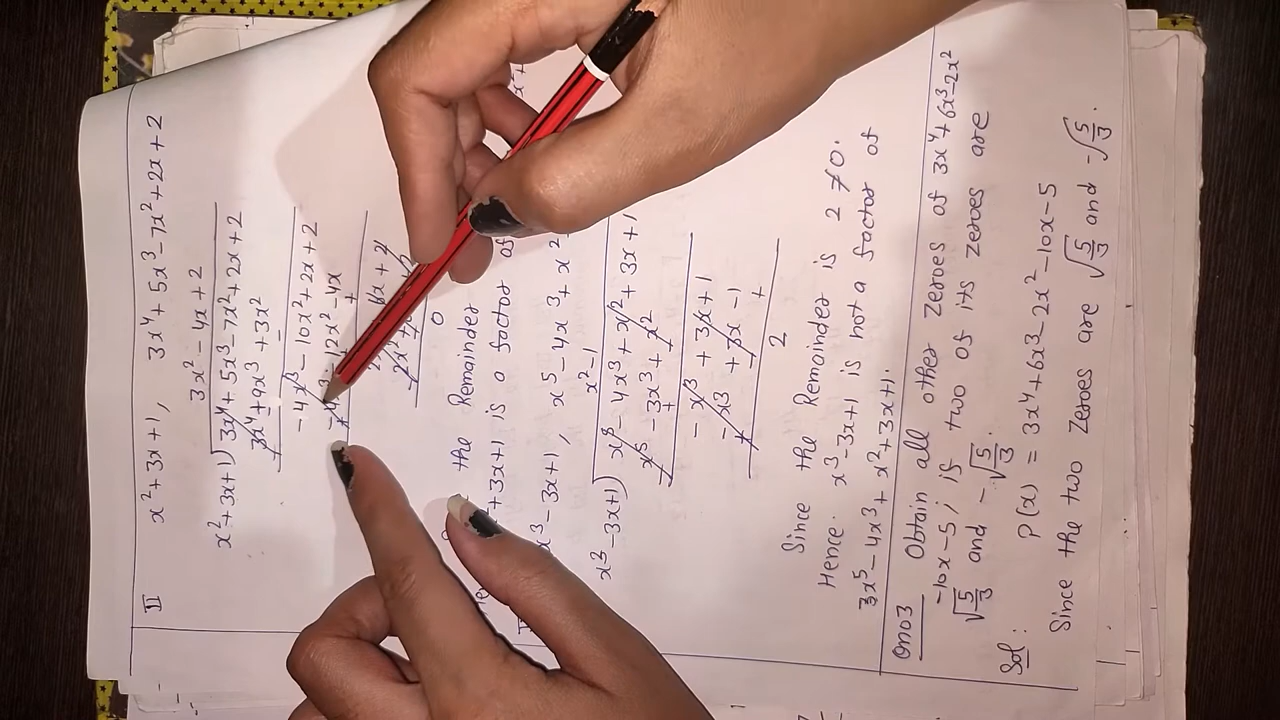 II x²+3x+1, 3x⁴+5x³-7x²+2x+2
3x²-4x+2
x²+3x+1) 3x⁴+5x³-7x²+2x+2
3x⁴+9x³+3x²
-
-4x³-10x²+2x+2
-12x²-4x
+ +
6x+2
0
the Remainder
+3x+1 is a factor of
x³-3x+1, x⁵-4x³+x²
x²-1
x³-3x+1) x⁵-4x³+x²+3x+1
x⁵-3x³+x²
- +
-x³+3x+1
-x³+3x-1
+ +
2
Since the Remainder is 2≠0.
Hence x³-3x+1 is not a factor of
3x⁵-4x³+x²+3x+1.
QNo3 Obtain all other zeroes of 3x⁴+6x³-2x²
-10x-5; is two of its zeroes are
√5/3 and -√5/3.
Sol: P(x) = 3x⁴+6x³-2x²-10x-5
Since the two zeroes are √5/3 and -√5/3.